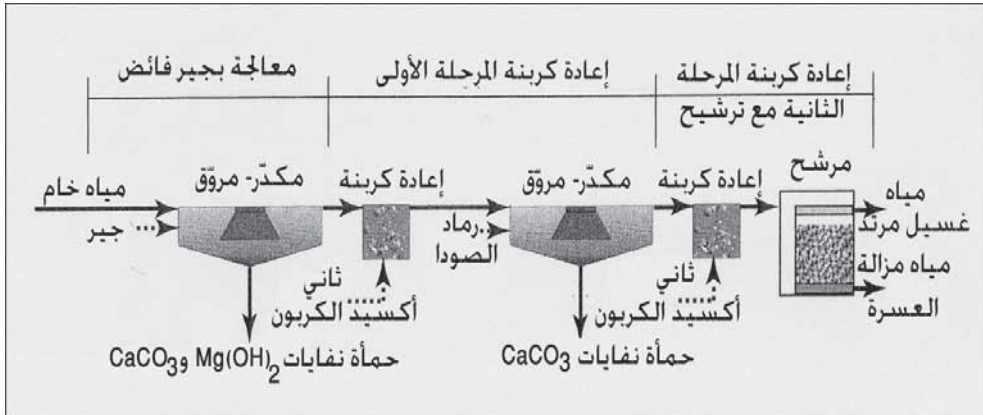 معالجة بجير فائض
إعادة كربنة المرحلة الأولى
إعادة كربنة المرحلة
الثانية مع ترشيح
مياه خام
جير
مكدّر- مروّق
إعادة كربنة
ثاني
أكسيد الكربون
رماد
الصودا
مكدّر- مروّق
إعادة كربنة
ثاني
أكسيد الكربون
مرشح
مياه
غسيل مرتد
مياه مزالة
العسرة
حمأة نفايات Mg(OH)2 وCaCO3
حمأة نفايات CaCO3